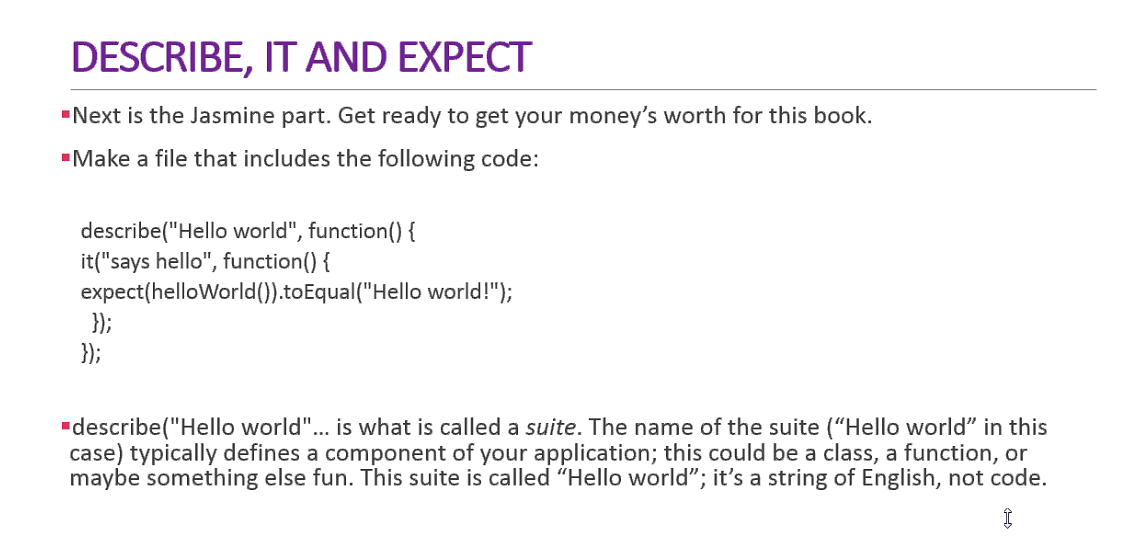 DESCRIBE, IT AND EXPECT
Next is the Jasmine part. Get ready to get your money’s worth for this book.
Make a file that includes the following code:
describe("Hello world", function() {
it("says hello", function() {
expect(helloWorld()).toEqual("Hello world!");
});
});
describe("Hello world"… is what is called a suite. The name of the suite (“Hello world” in this
case) typically defines a component of your application; this could be a class, a function, or
maybe something else fun. This suite is called “Hello world”; it’s a string of English, not code.